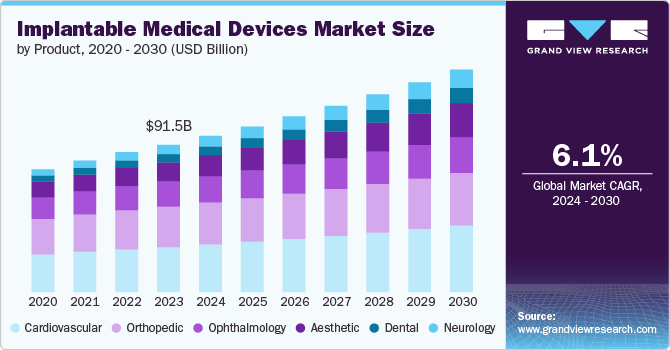 Implantable Medical Devices Market Size
by Product, 2020 - 2030 (USD Billion)
$91.5B
2020 2021 2022 2023 2024 2025 2026 2027 2028 2029 2030
Cardiovascular Orthopedic Ophthalmology Aesthetic Dental Neurology
GRAND VIEW RESEARCH
6.1%
Global Market CAGR,
2024 - 2030
Source:
www.grandviewresearch.com